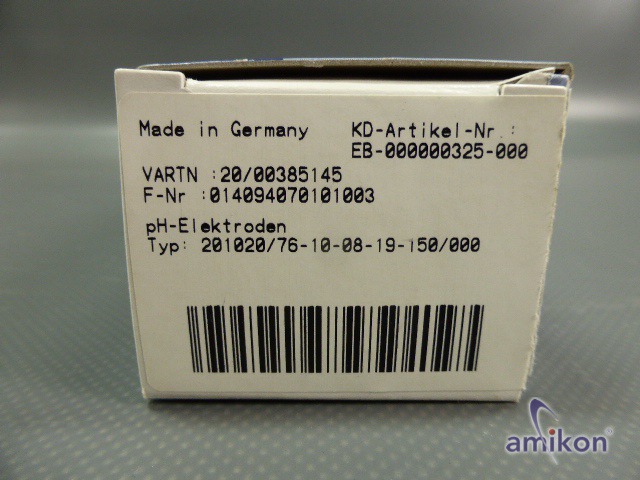 Made in Germany
KD-Artikel-Nr.:
EB-000000325-000
VARTN :20/00385145
F-Nr :014094070101003
pH-Elektroden
Typ: 201020/76-10-08-19-150/000
amikon®